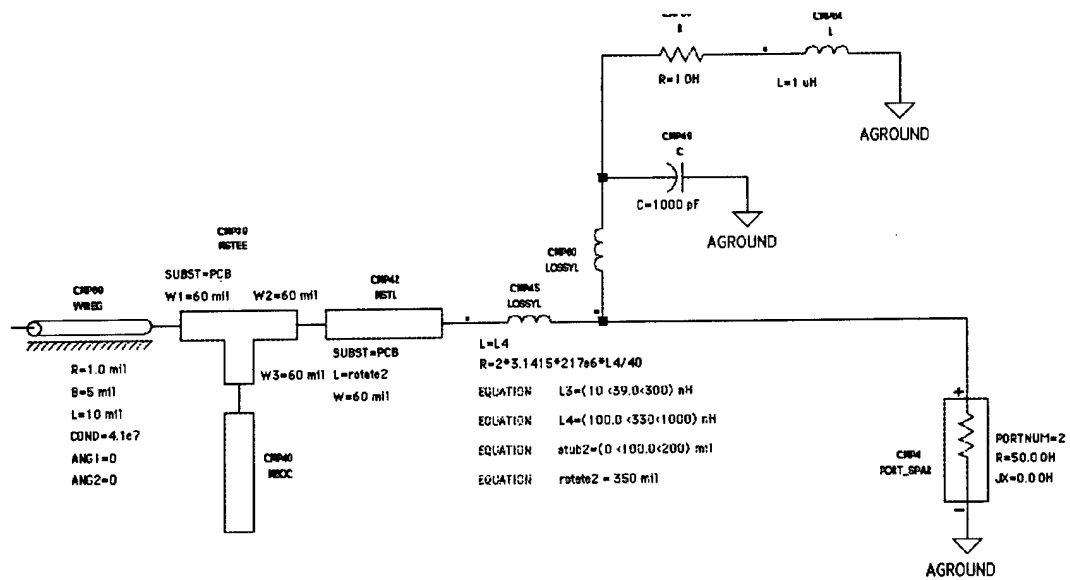 CMP64
R
L
R=1 OH
L=1 uH
AGROUND
CMP49
C
C=1000 pF
AGROUND
CMP39
MSTEE
CMP60
LOSSYL
SUBST=PCB
W1=60 mil
W2=60 mil
CMP42
MSTL
CMP45
LOSSYL
CMP69
WIREG
SUBST=PCB
L=rotate2
W=60 mil
W3=60 mil
L=L4
R=2*3.1415*217e6*L4/40
EQUATION L3=(10 <39.0<300) nH
EQUATION L4=(100.0 <330<1000) nH
EQUATION stub2=(0 <100.0<200) mil
EQUATION rotate2 = 350 mil
R=1.0 mil
B=5 mil
L=10 mil
COND=4.1e7
ANG1=0
ANG2=0
CMP40
MSOC
+
CMP4
PORT_SPAR
PORTNUM=2
R=50.0 OH
JX=0.0 OH
-
AGROUND